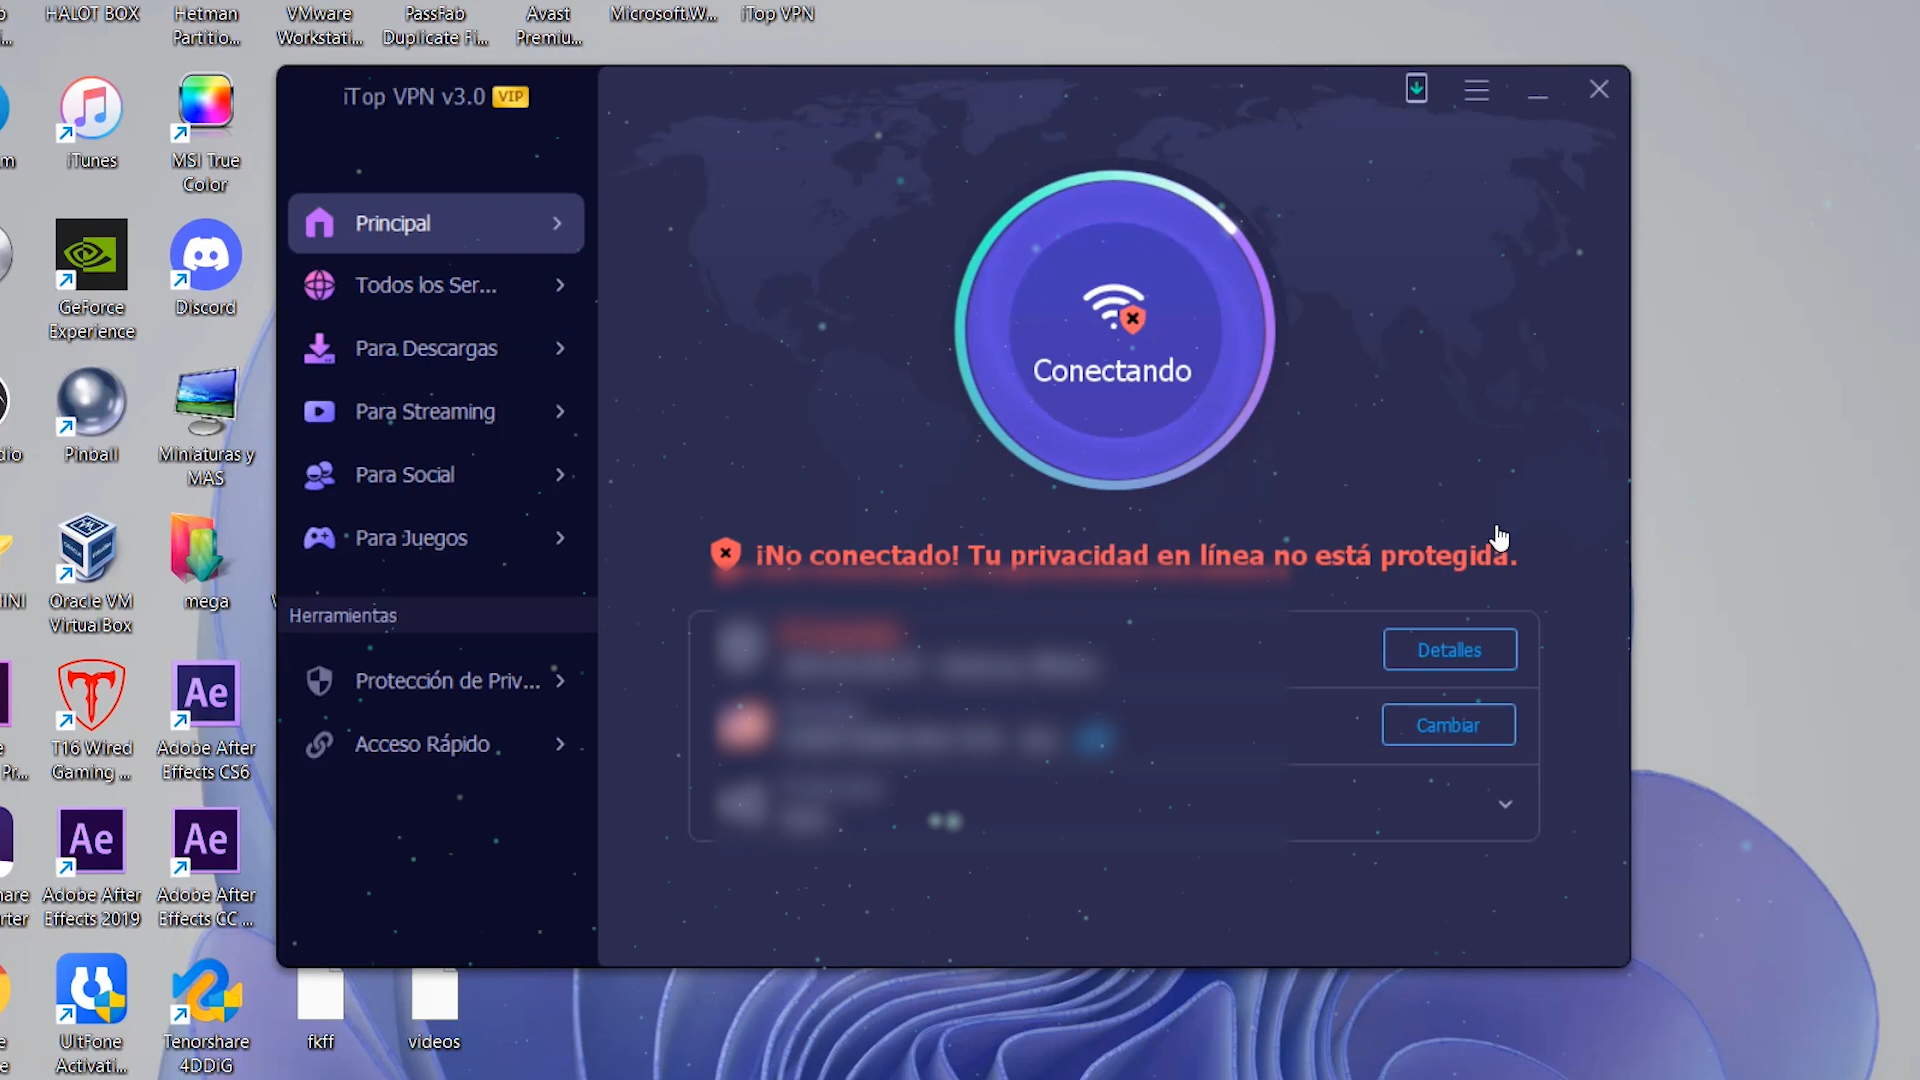 HALOT BOX
Hetman
Partitio...
VMware
Workstati...
PassFab
Duplicate Fi...
Avast
Premiu...
Microsoft.W...
iTop VPN
iTunes
MSI True
Color
GeForce
Experience
Discord
Pinball
Miniaturas y
MAS
Oracle VM
VirtualBox
mega
T16 Wired
Gaming ...
Ae
Adobe After
Effects CS6
Ae
Adobe After
Effects 2019
Ae
Adobe After
Effects CC ...
UltFone
Activati...
Tenorshare
4DDiG
fkff
videos
iTop VPN v3.0 VIP
Principal
Todos los Ser...
Para Descargas
Para Streaming
Para Social
Para Juegos
Herramientas
Protección de Priv...
Acceso Rápido
Conectando
¡No conectado! Tu privacidad en línea no está protegida.
Detalles
Cambiar